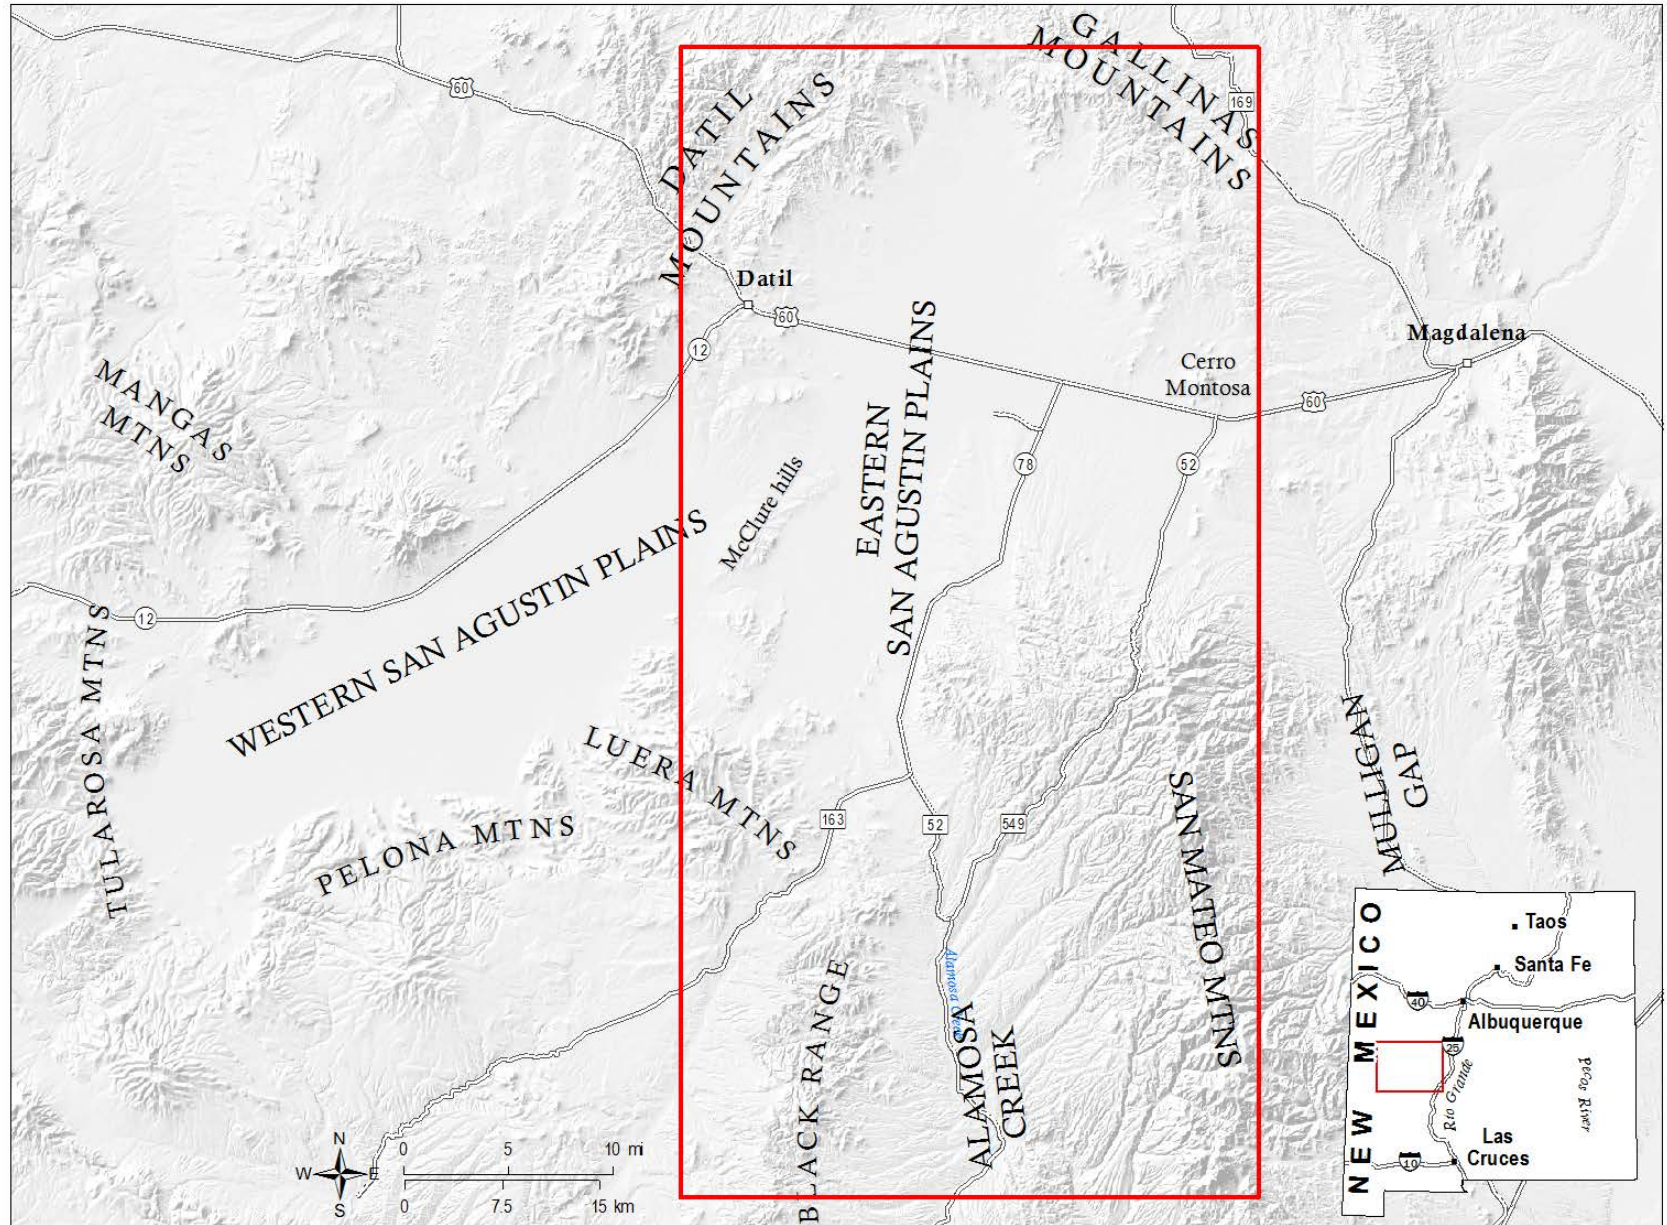 GALLINAS
MOUNTAINS
60
169
DATIL
MOUNTAINS
Datil
60
12
Magdalena
Cerro
Montosa
60
MANGAS
MTNS
78
52
McClure hills
EASTERN
SAN AGUSTIN PLAINS
WESTERN SAN AGUSTIN PLAINS
12
TULAROSA MTNS
LUERA MTNS
MULLIGAN
GAP
PELONA MTNS
163
52
549
SAN MATEO MTNS
Alamosa Creek
ALAMOSA
CREEK
BLACK RANGE
N
W E
S
0 5 10 mi
0 7.5 15 km
NEW MEXICO
Taos
Santa Fe
40
Albuquerque
25
Rio Grande
Pecos River
Las
Cruces
10